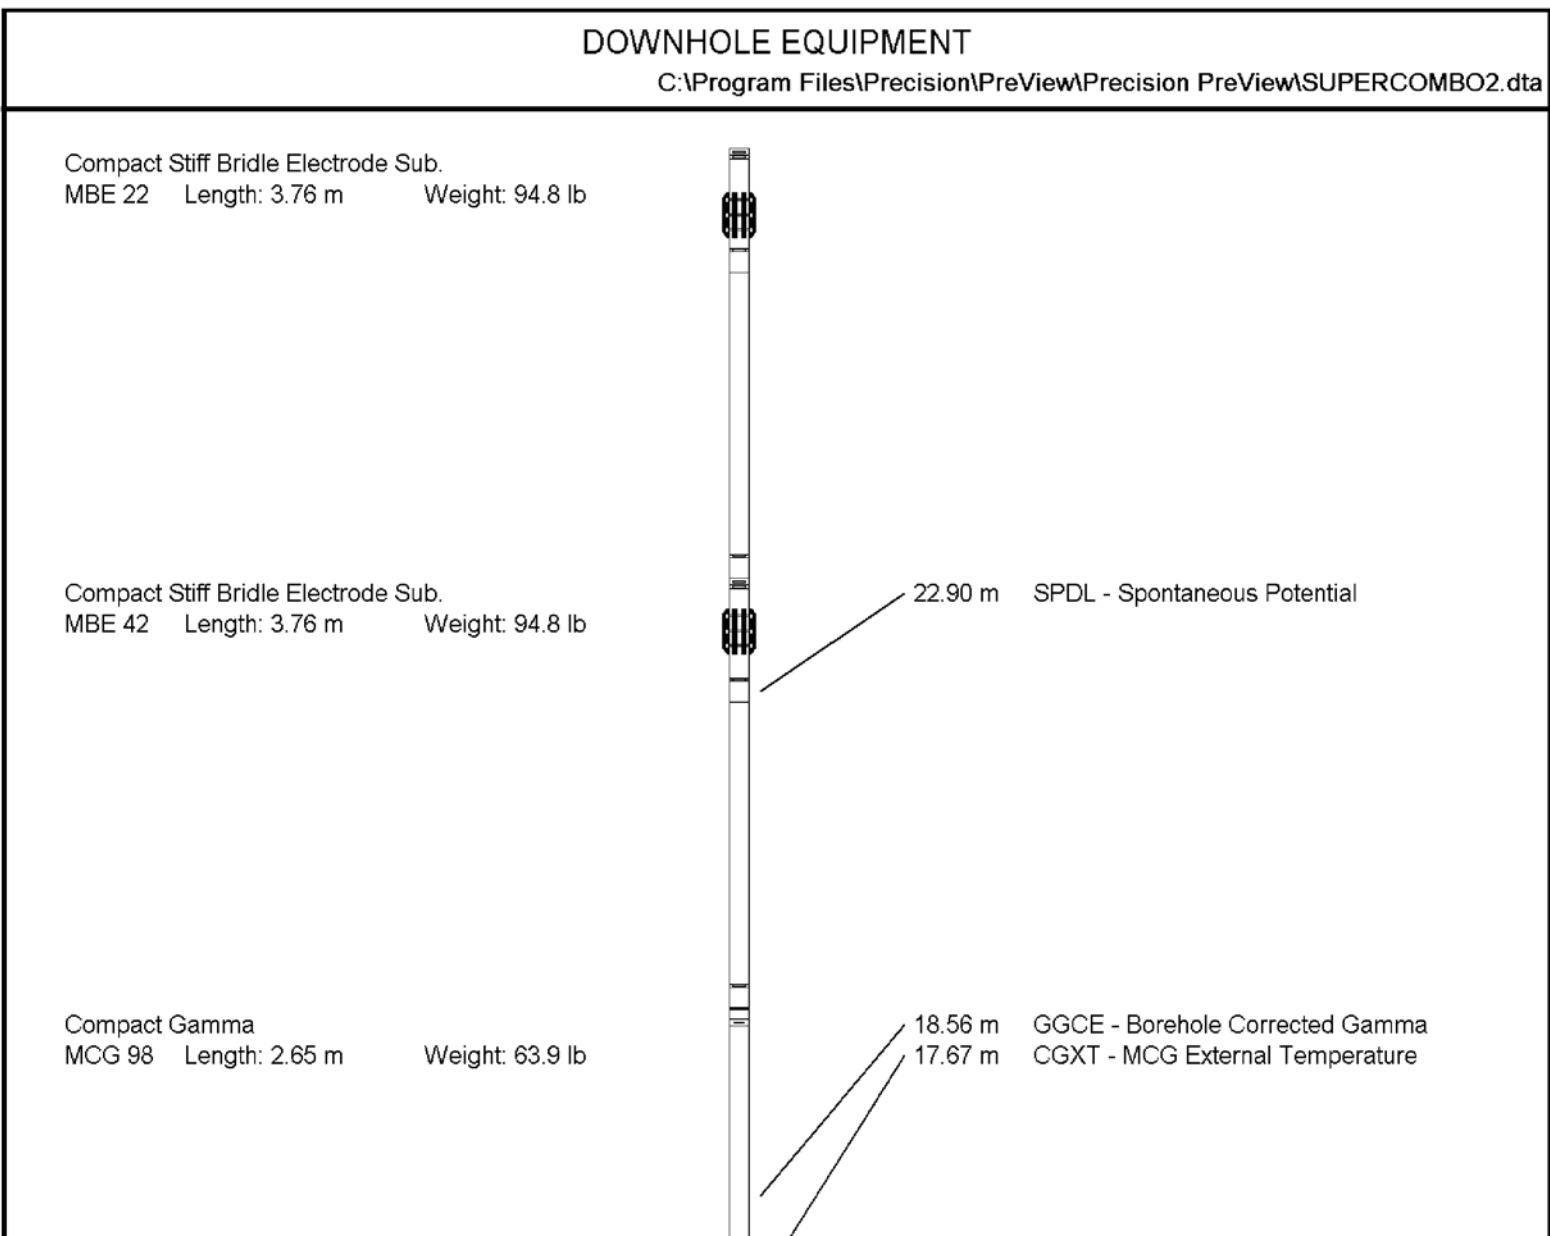 DOWNHOLE EQUIPMENT
C:\Program Files\Precision\PreView\Precision PreView\SUPERCOMBO2.dta
Compact Stiff Bridle Electrode Sub.
MBE 22 Length: 3.76 m Weight: 94.8 lb
Compact Stiff Bridle Electrode Sub.
MBE 42 Length: 3.76 m Weight: 94.8 lb
22.90 m SPDL - Spontaneous Potential
Compact Gamma
MCG 98 Length: 2.65 m Weight: 63.9 lb
18.56 m GGCE - Borehole Corrected Gamma
17.67 m CGXT - MCG External Temperature